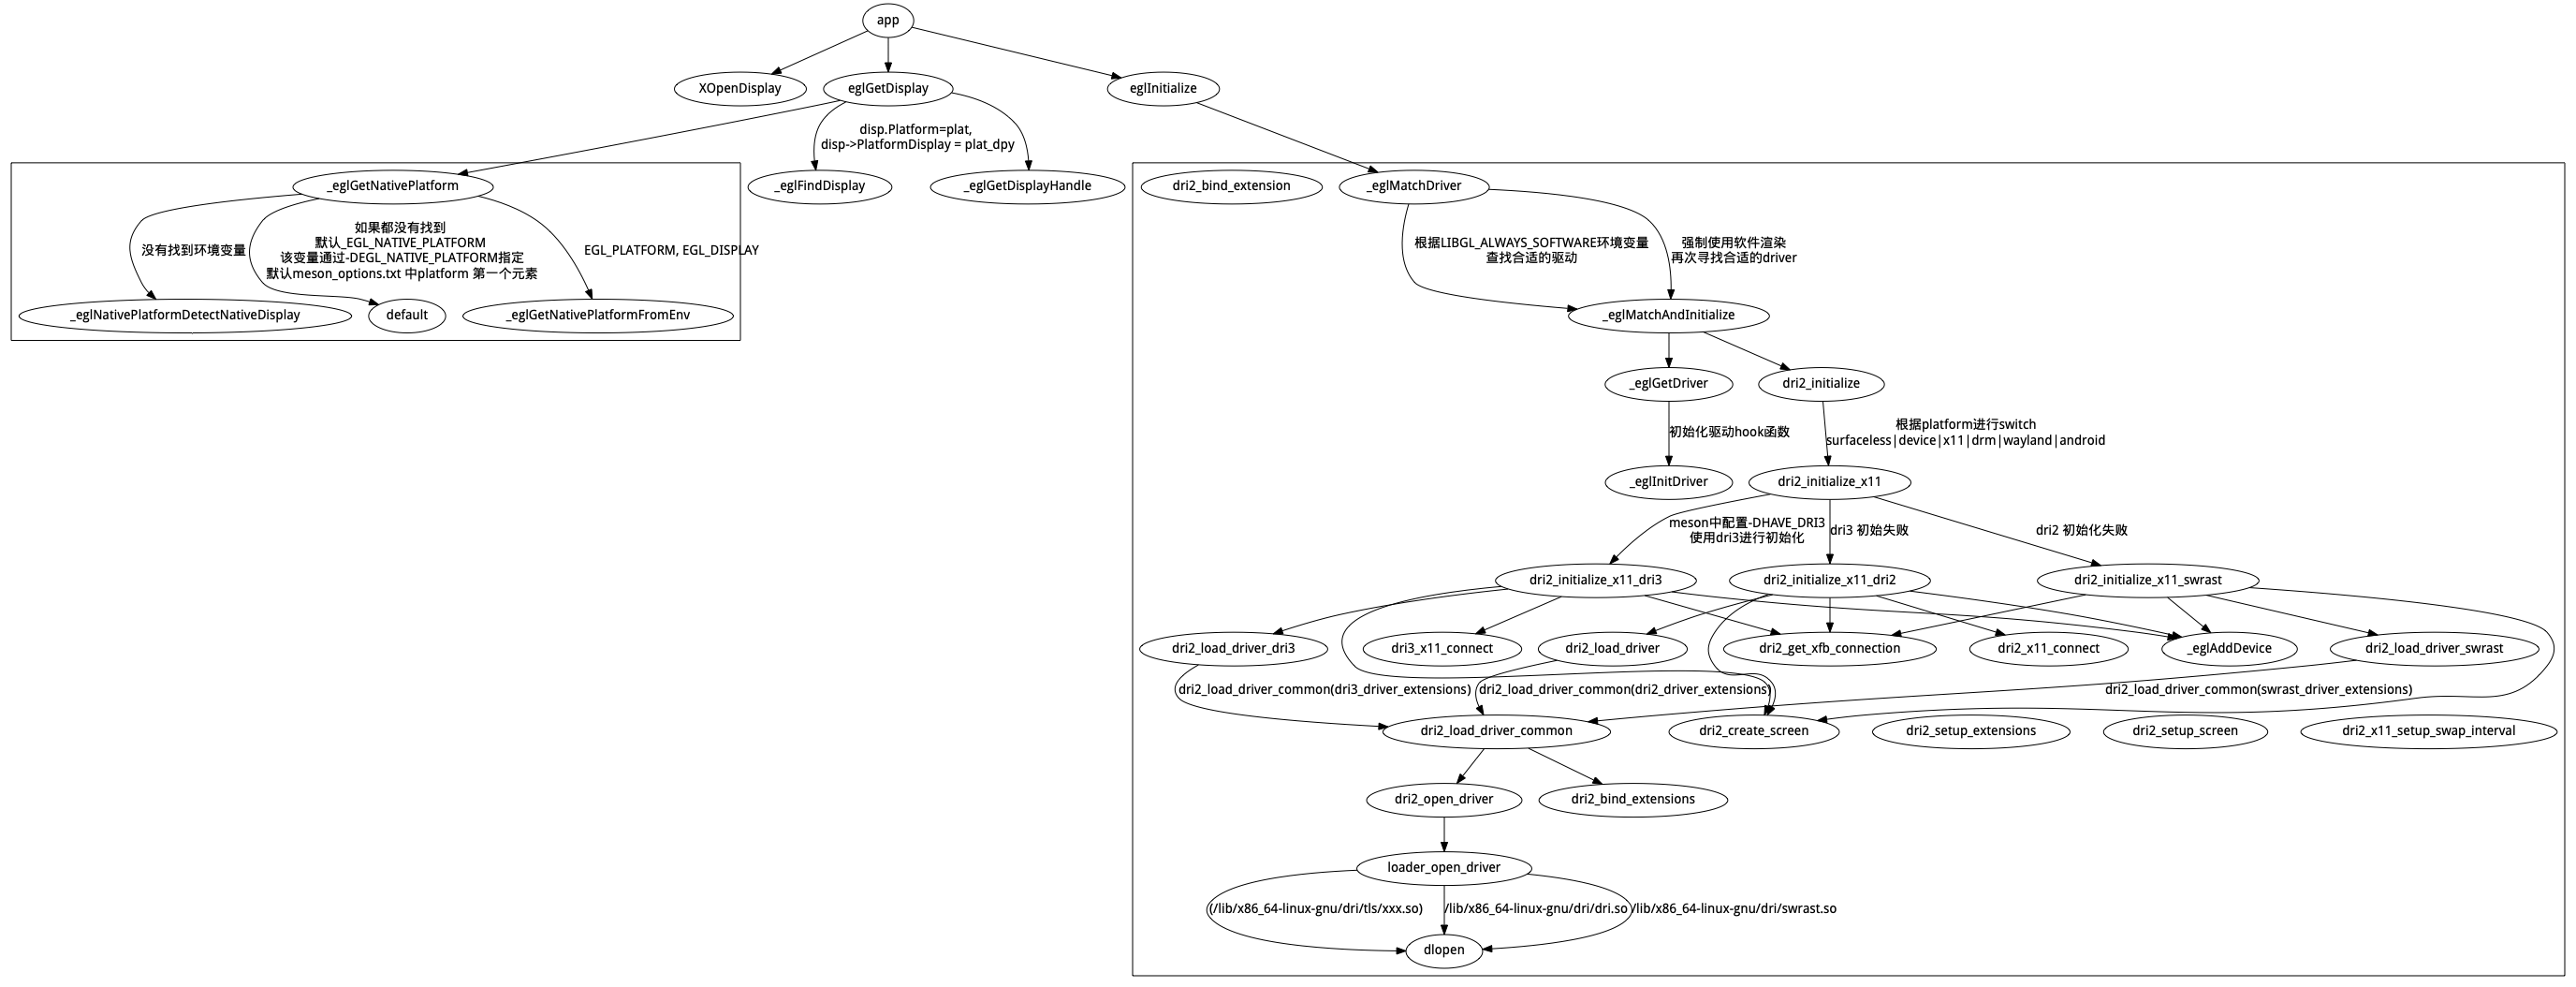 app
XOpenDisplay
eglGetDisplay
eglInitialize
disp.Platform=plat,
disp->PlatformDisplay = plat_dpy
_eglGetNativePlatform
_eglFindDisplay
_eglGetDisplayHandle
dri2_bind_extension
_eglMatchDriver
没有找到环境变量
如果都没有找到
默认_EGL_NATIVE_PLATFORM
该变量通过-DEGL_NATIVE_PLATFORM指定
默认meson_options.txt 中platform 第一个元素
EGL_PLATFORM, EGL_DISPLAY
根据LIBGL_ALWAYS_SOFTWARE环境变量
查找合适的驱动
强制使用软件渲染
再次寻找合适的driver
_eglNativePlatformDetectNativeDisplay
default
_eglGetNativePlatformFromEnv
_eglMatchAndInitialize
_eglGetDriver
dri2_initialize
初始化驱动hook函数
根据platform进行switch
surfaceless|device|x11|drm|wayland|android
_eglInitDriver
dri2_initialize_x11
meson中配置-DHAVE_DRI3
使用dri3进行初始化
dri3 初始失败
dri2 初始化失败
dri2_initialize_x11_dri3
dri2_initialize_x11_dri2
dri2_initialize_x11_swrast
dri2_load_driver_dri3
dri3_x11_connect
dri2_load_driver
dri2_get_xfb_connection
dri2_x11_connect
_eglAddDevice
dri2_load_driver_swrast
dri2_load_driver_common(dri3_driver_extensions)
dri2_load_driver_common(dri2_driver_extensions)
dri2_load_driver_common(swrast_driver_extensions)
dri2_load_driver_common
dri2_create_screen
dri2_setup_extensions
dri2_setup_screen
dri2_x11_setup_swap_interval
dri2_open_driver
dri2_bind_extensions
loader_open_driver
(/lib/x86_64-linux-gnu/dri/tls/xxx.so)
/lib/x86_64-linux-gnu/dri/dri.so
/lib/x86_64-linux-gnu/dri/swrast.so
dlopen